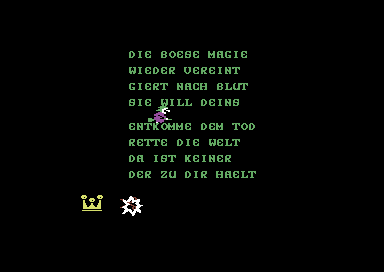 DIE BOESE MAGIE
WIEDER VEREINT
GIERT NACH BLUT
SIE WILL DEINS
ENTKOMME DEM TOD
RETTE DIE WELT
DA IST KEINER
DER ZU DIR HAELT